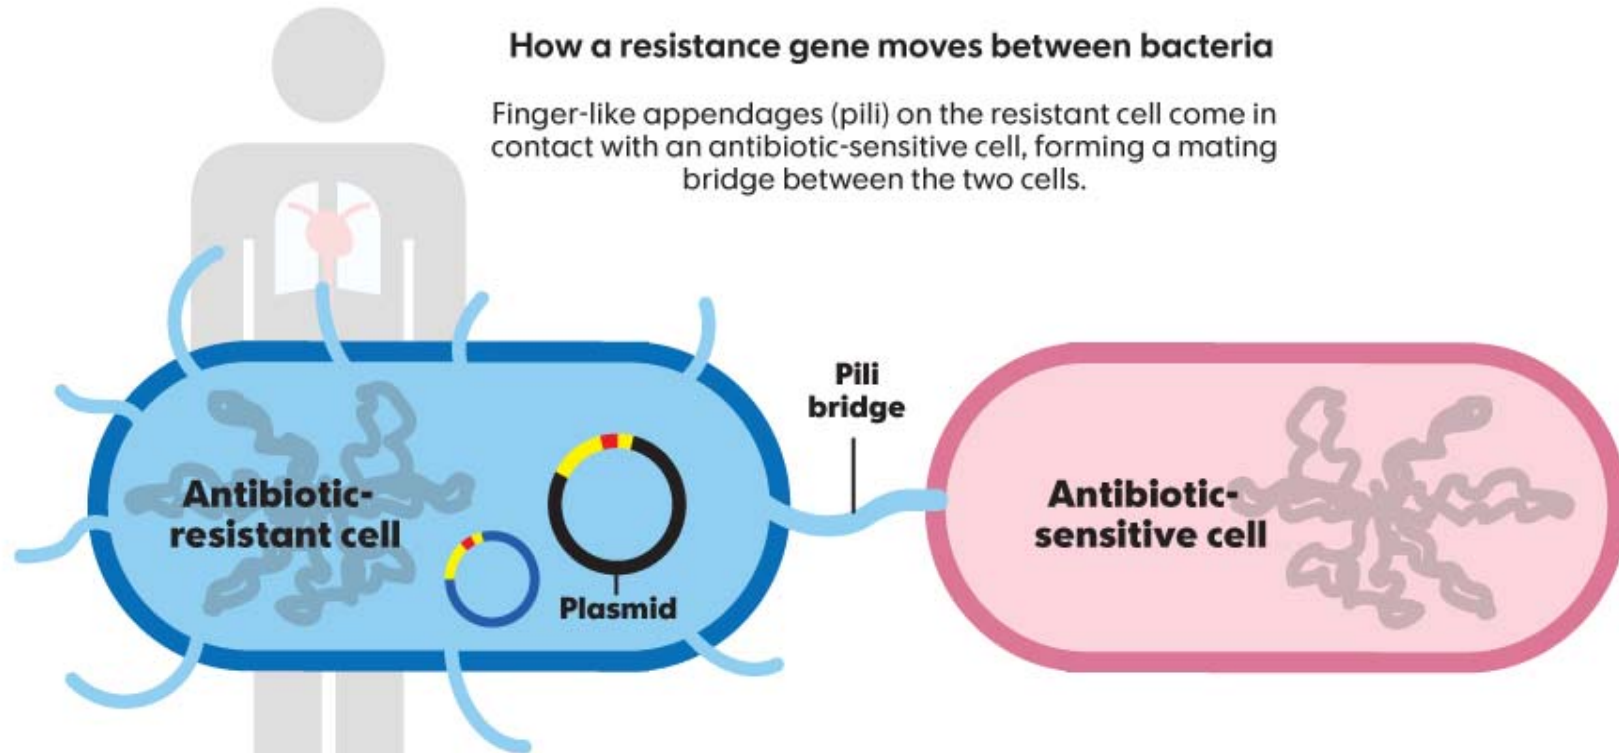 How a resistance gene moves between bacteria
Finger-like appendages (pili) on the resistant cell come in
contact with an antibiotic-sensitive cell, forming a mating
bridge between the two cells.
Pili
bridge
Antibiotic-
resistant cell
Plasmid
Antibiotic-
sensitive cell